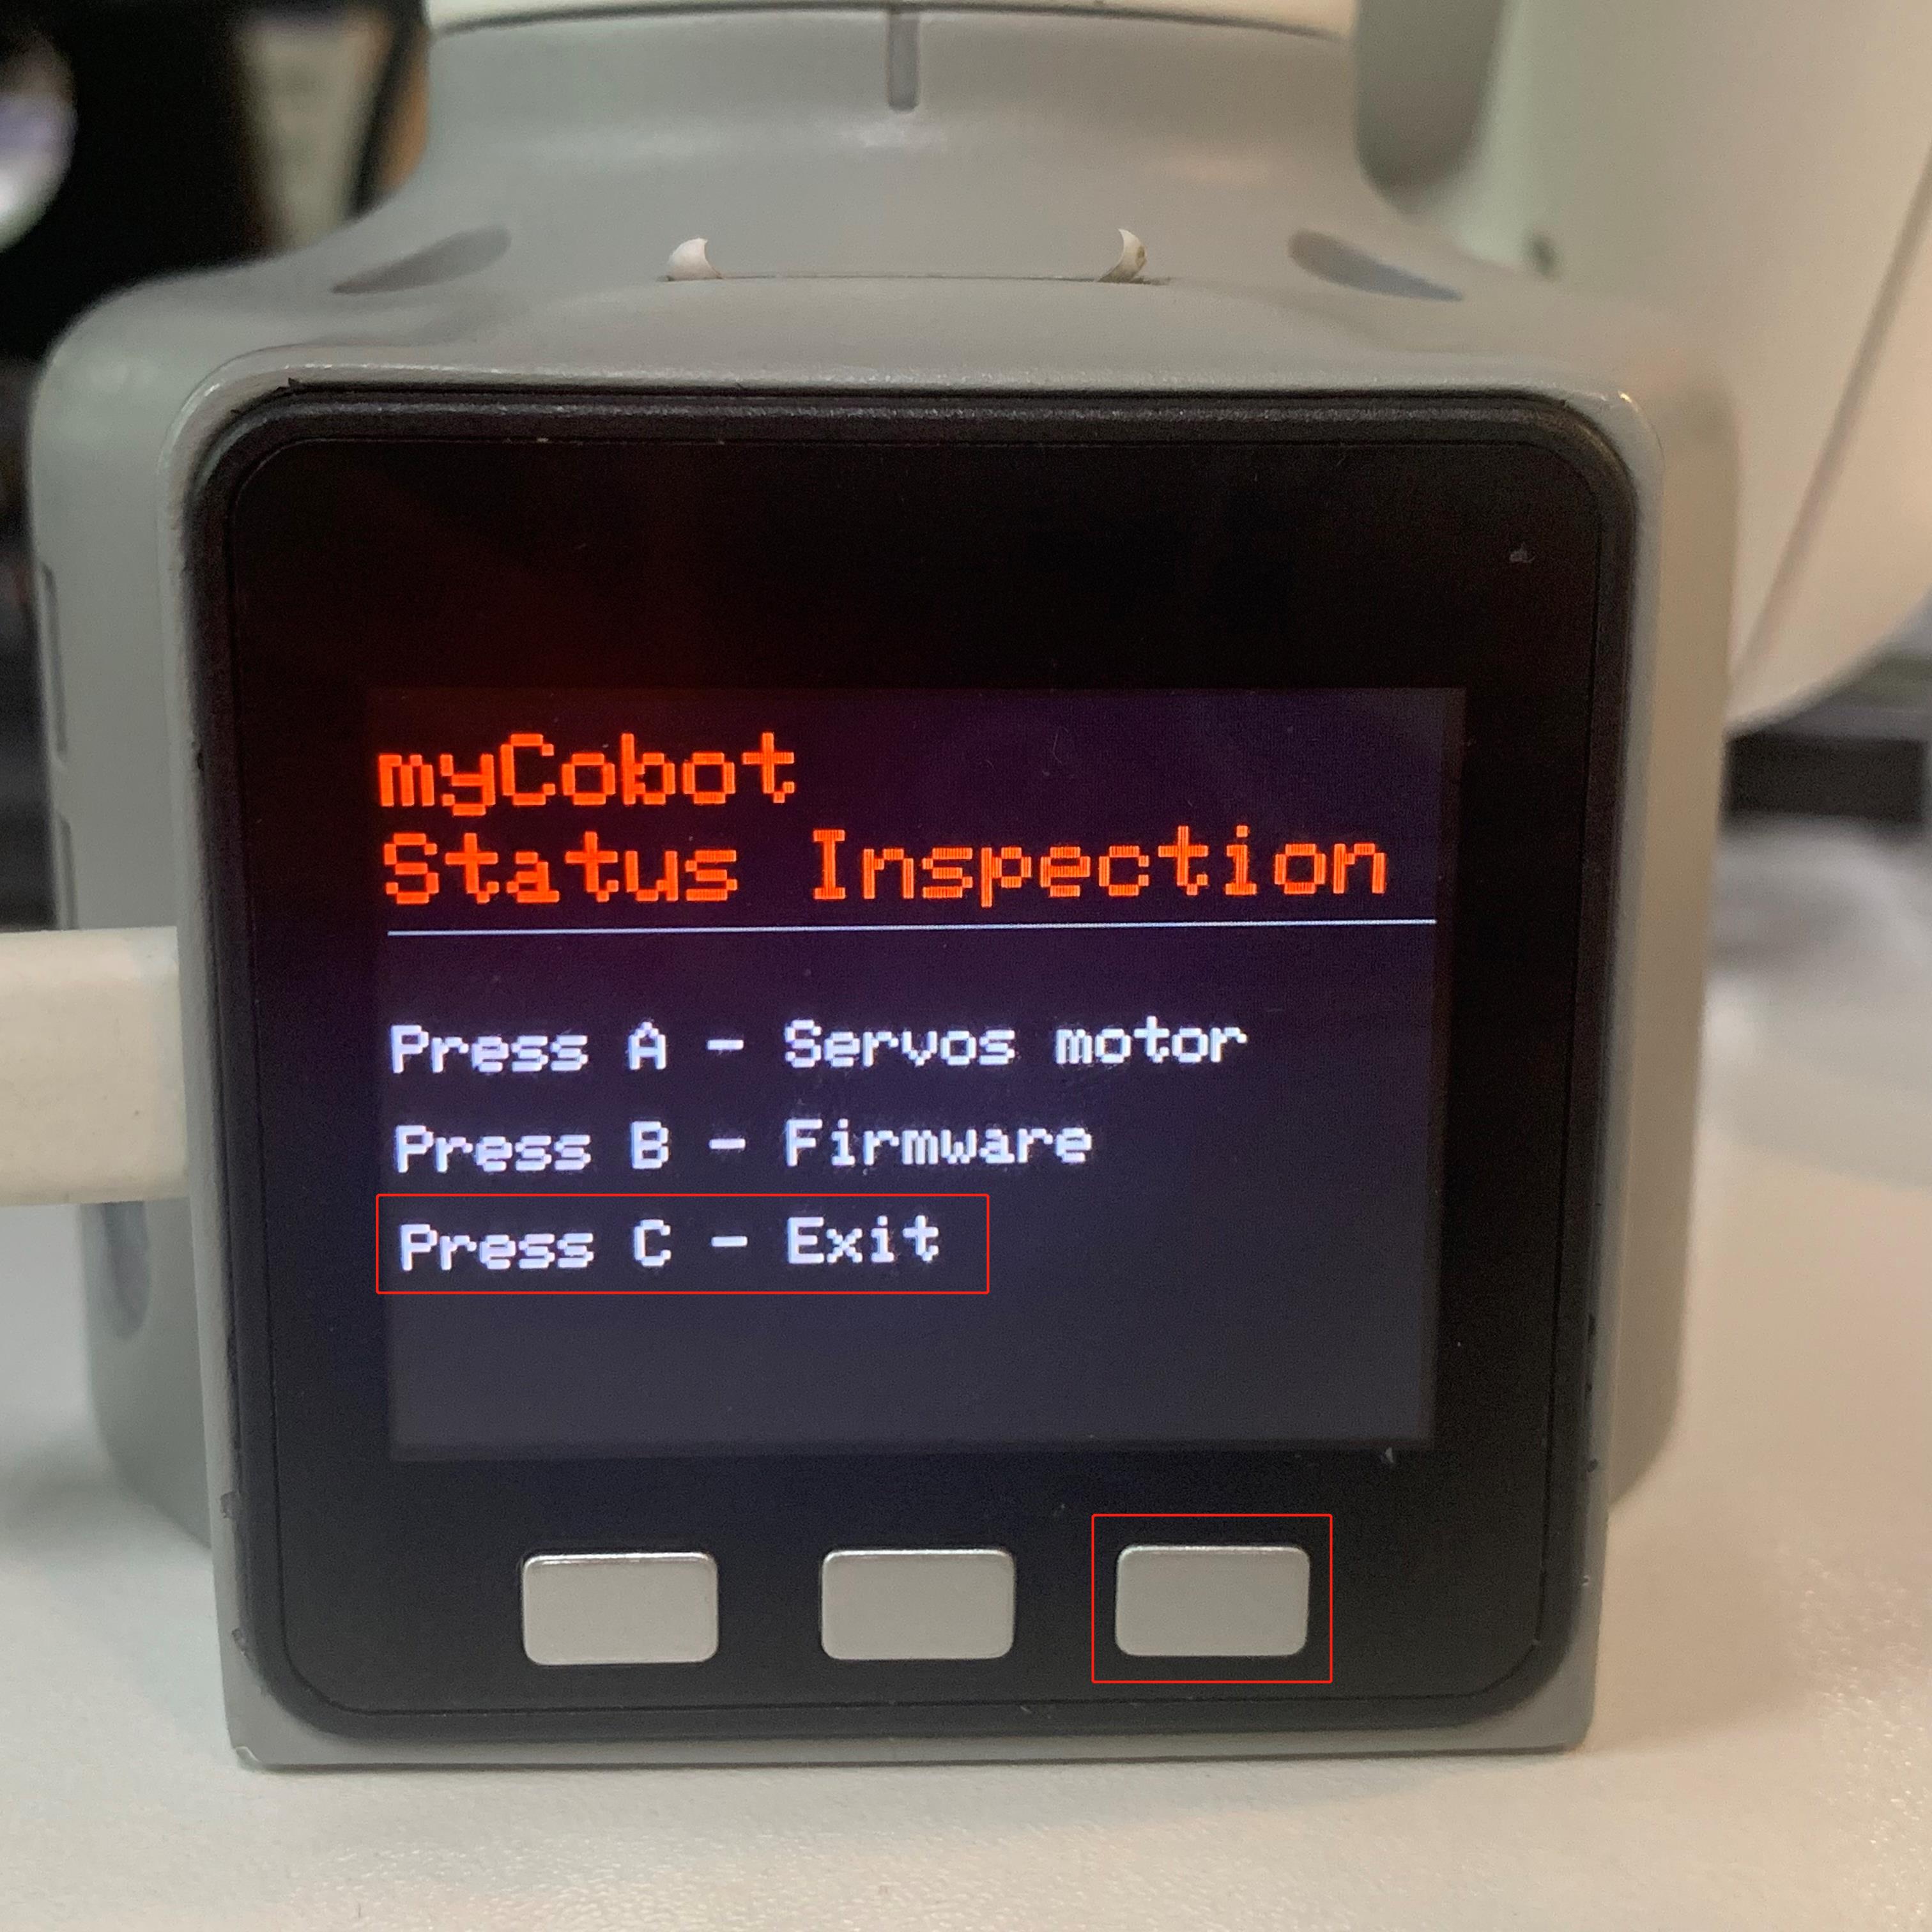 myCobot
Status Inspection
Press A - Servos motor
Press B - Firmware
Press C - Exit